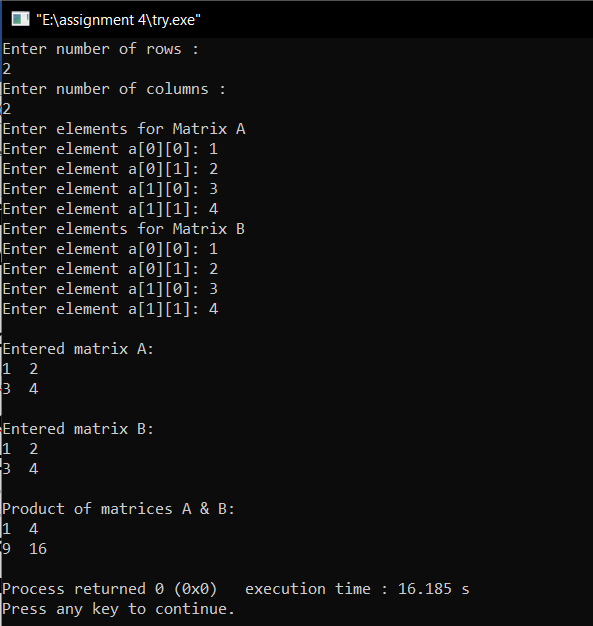 "E:\assignment 4\try.exe"
Enter number of rows :
2
Enter number of columns :
2
Enter elements for Matrix A
Enter element a[0][0]: 1
Enter element a[0][1]: 2
Enter element a[1][0]: 3
Enter element a[1][1]: 4
Enter elements for Matrix B
Enter element a[0][0]: 1
Enter element a[0][1]: 2
Enter element a[1][0]: 3
Enter element a[1][1]: 4
Entered matrix A:
1  2
3  4
Entered matrix B:
1  2
3  4
Product of matrices A & B:
1  4
9  16
Process returned 0 (0x0)   execution time : 16.185 s
Press any key to continue.